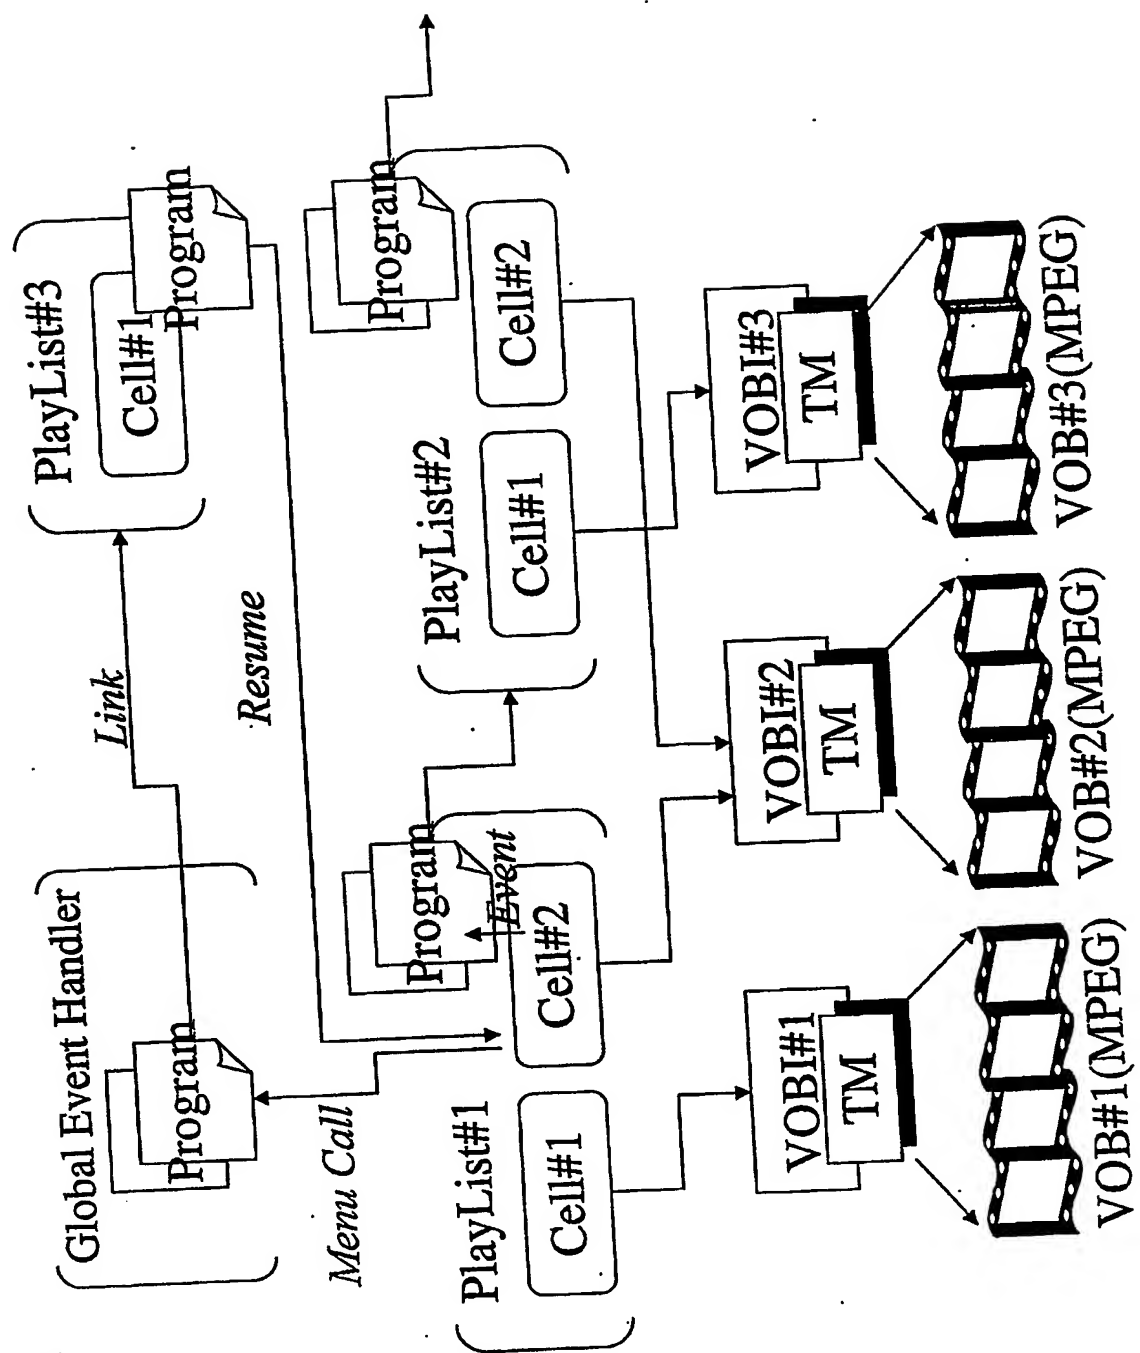 Global Event Handler
Program
Link
PlayList#3
Cell#1
Program
Menu Call
Resume
PlayList#1
Cell#1
Cell#2
Program
Event
PlayList#2
Cell#1
Cell#2
Program
VOBI#1
TM
VOBI#2
TM
VOBI#3
TM
VOB#1(MPEG)
VOB#2(MPEG)
VOB#3(MPEG)